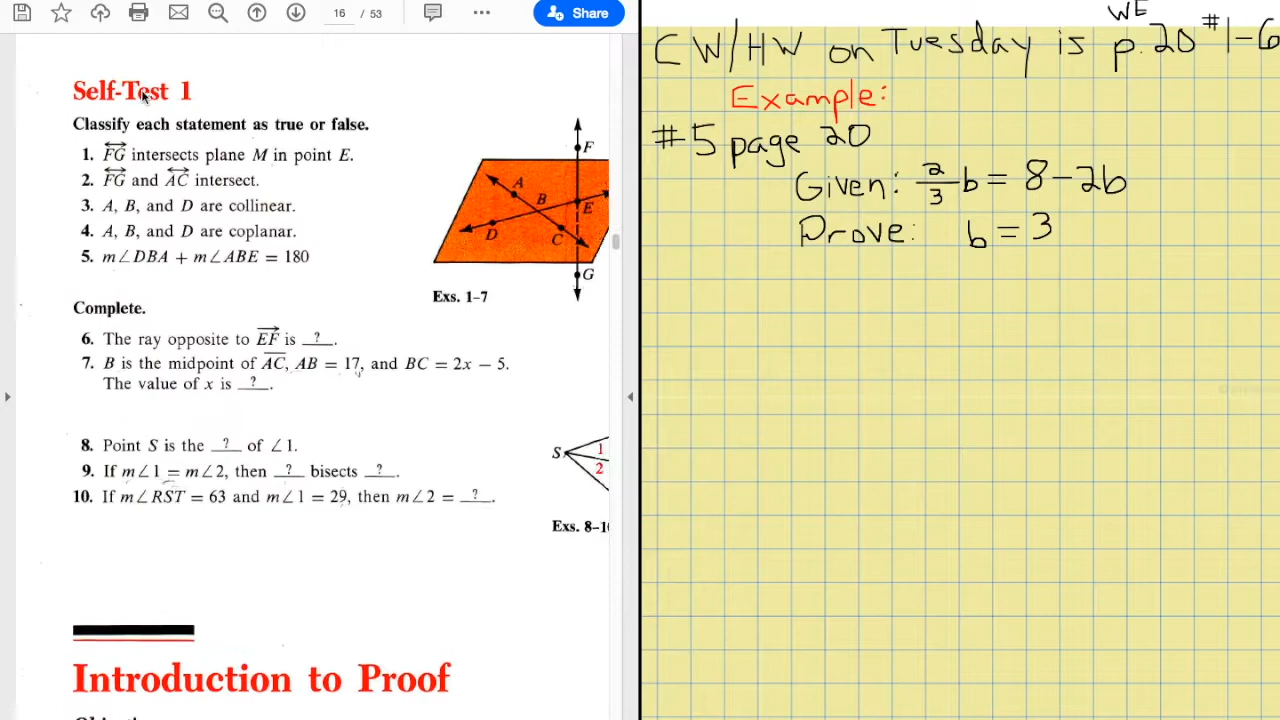 16 / 53
Share
Self-Test 1
Classify each statement as true or false.
1. FG intersects plane M in point E.
2. FG and AC intersect.
3. A, B, and D are collinear.
4. A, B, and D are coplanar.
5. m∠DBA + m∠ABE = 180
F
A
B
E
D
C
G
Exs. 1–7
Complete.
6. The ray opposite to EF is ? .
7. B is the midpoint of AC, AB = 17, and BC = 2x − 5.
The value of x is ? .
8. Point S is the ? of ∠1.
9. If m∠1 = m∠2, then ? bisects ? .
10. If m∠RST = 63 and m∠1 = 29, then m∠2 = ? .
S
1
2
Exs. 8–1
Introduction to Proof
WE
CW/HW on Tuesday is p.20 #1–6
Example:
#5 page 20
Given: 2/3 b = 8 − 2b
Prove: b = 3